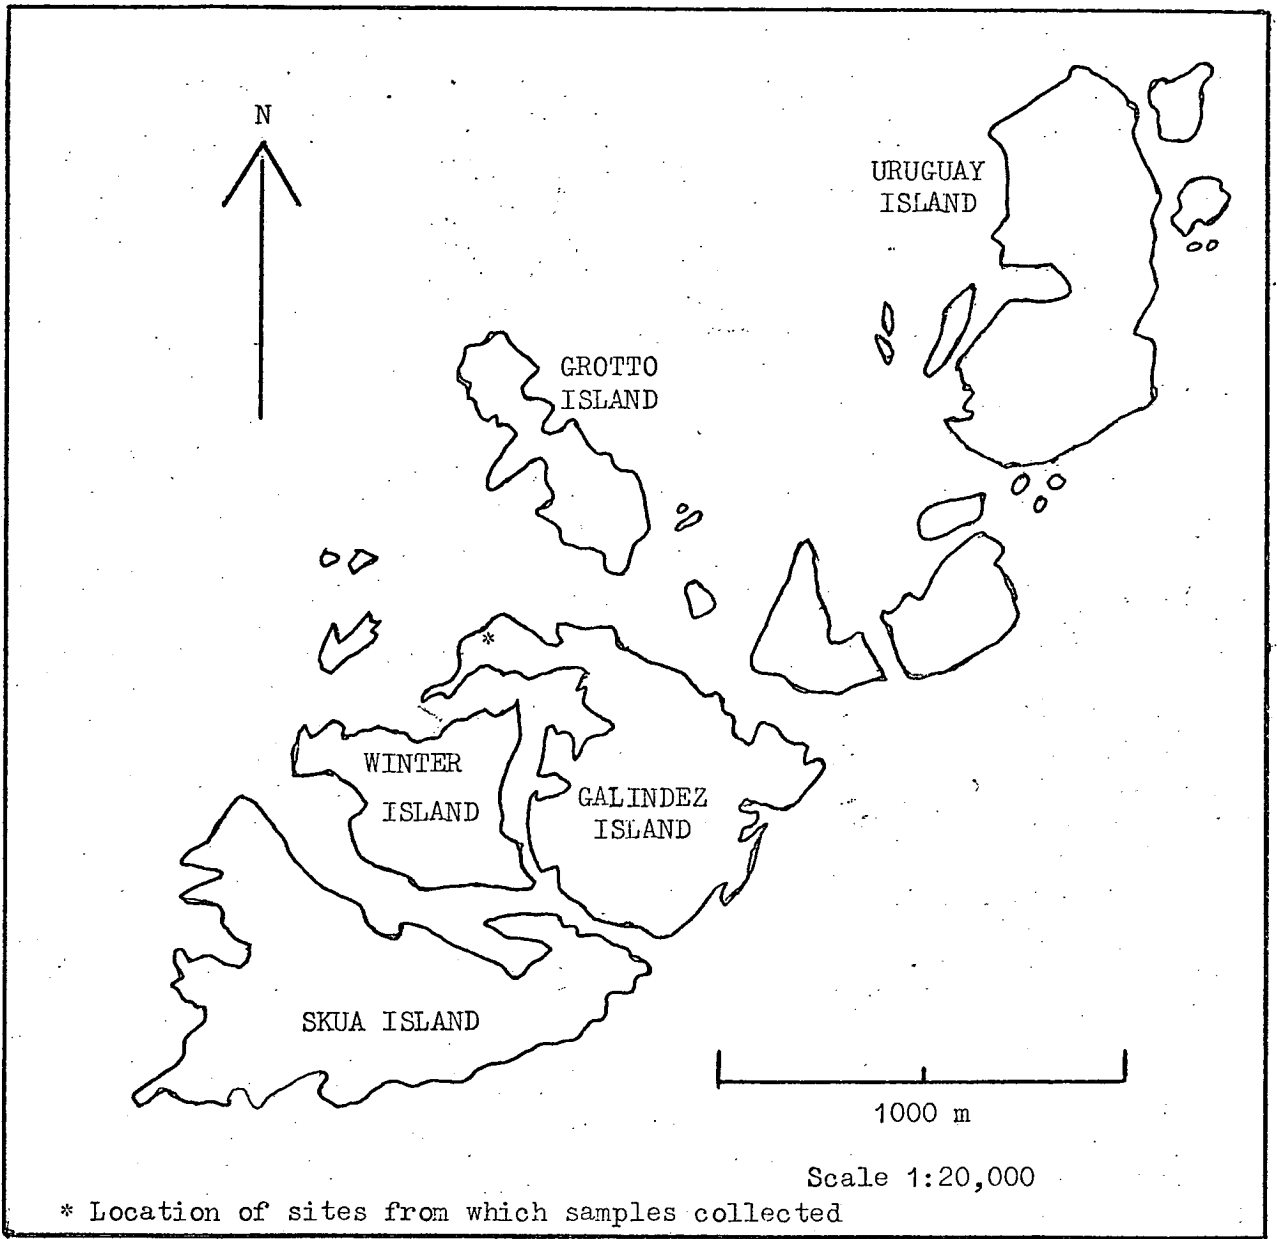 N
URUGUAY
ISLAND
GROTTO
ISLAND
WINTER
ISLAND
GALINDEZ
ISLAND
SKUA ISLAND
1000 m
Scale 1:20,000
* Location of sites from which samples collected